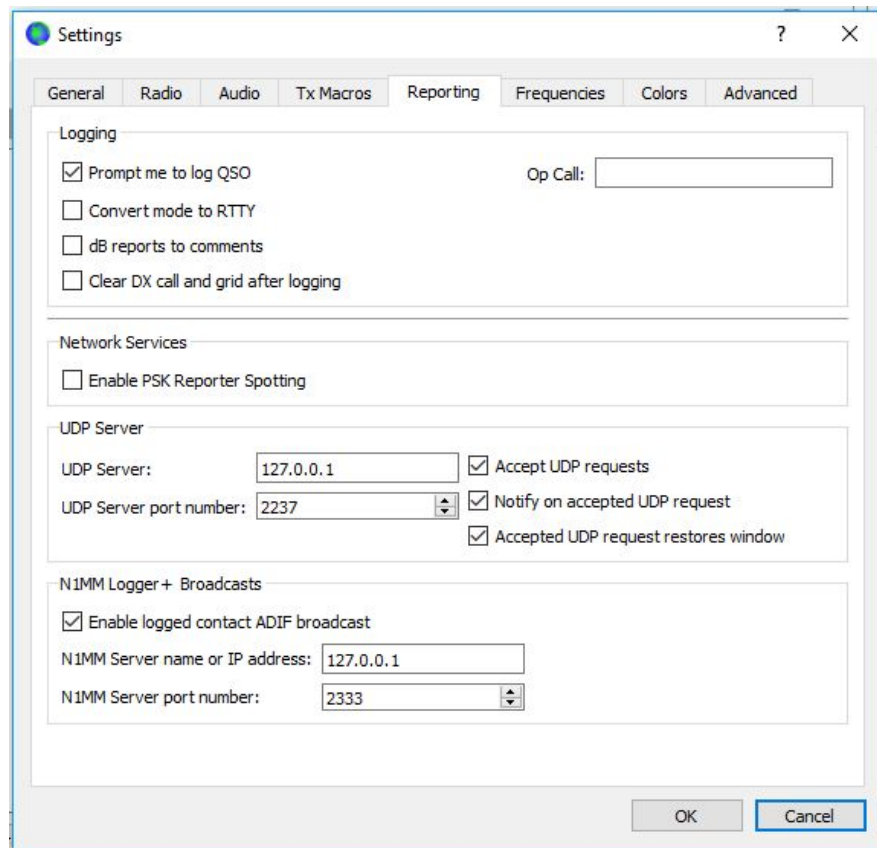 Settings
?
General Radio Audio Tx Macros Reporting Frequencies Colors Advanced
Logging
Prompt me to log QSO
Op Call:
Convert mode to RTTY
dB reports to comments
Clear DX call and grid after logging
Network Services
Enable PSK Reporter Spotting
UDP Server
UDP Server: 127.0.0.1 Accept UDP requests
UDP Server port number: 2237 Notify on accepted UDP request
Accepted UDP request restores window
N1MM Logger+ Broadcasts
Enable logged contact ADIF broadcast
N1MM Server name or IP address: 127.0.0.1
N1MM Server port number: 2333
OK Cancel